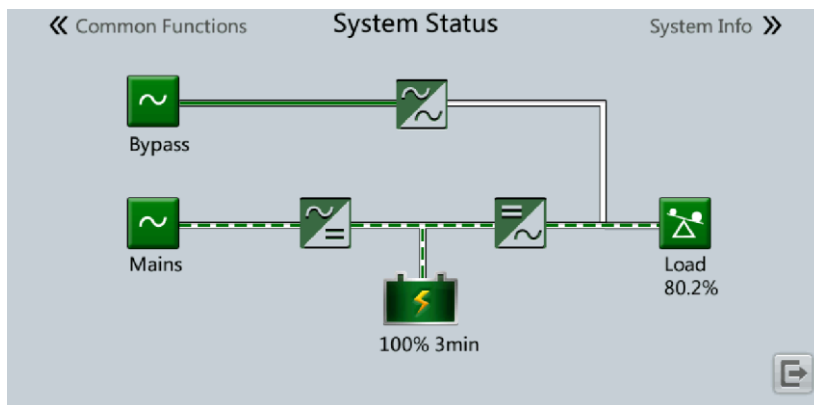 Common Functions
System Status
System Info
Bypass
Mains
Load
80.2%
100% 3min